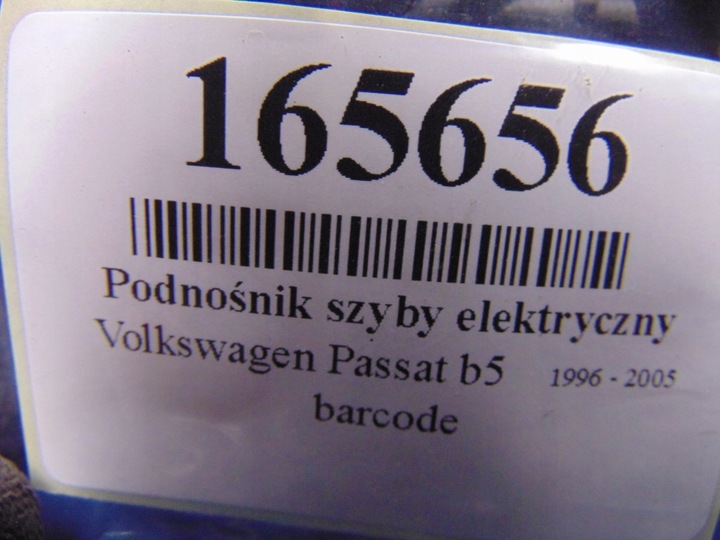 165656
Podnośnik szyby elektryczny
Volkswagen Passat b5 1996 - 2005
barcode